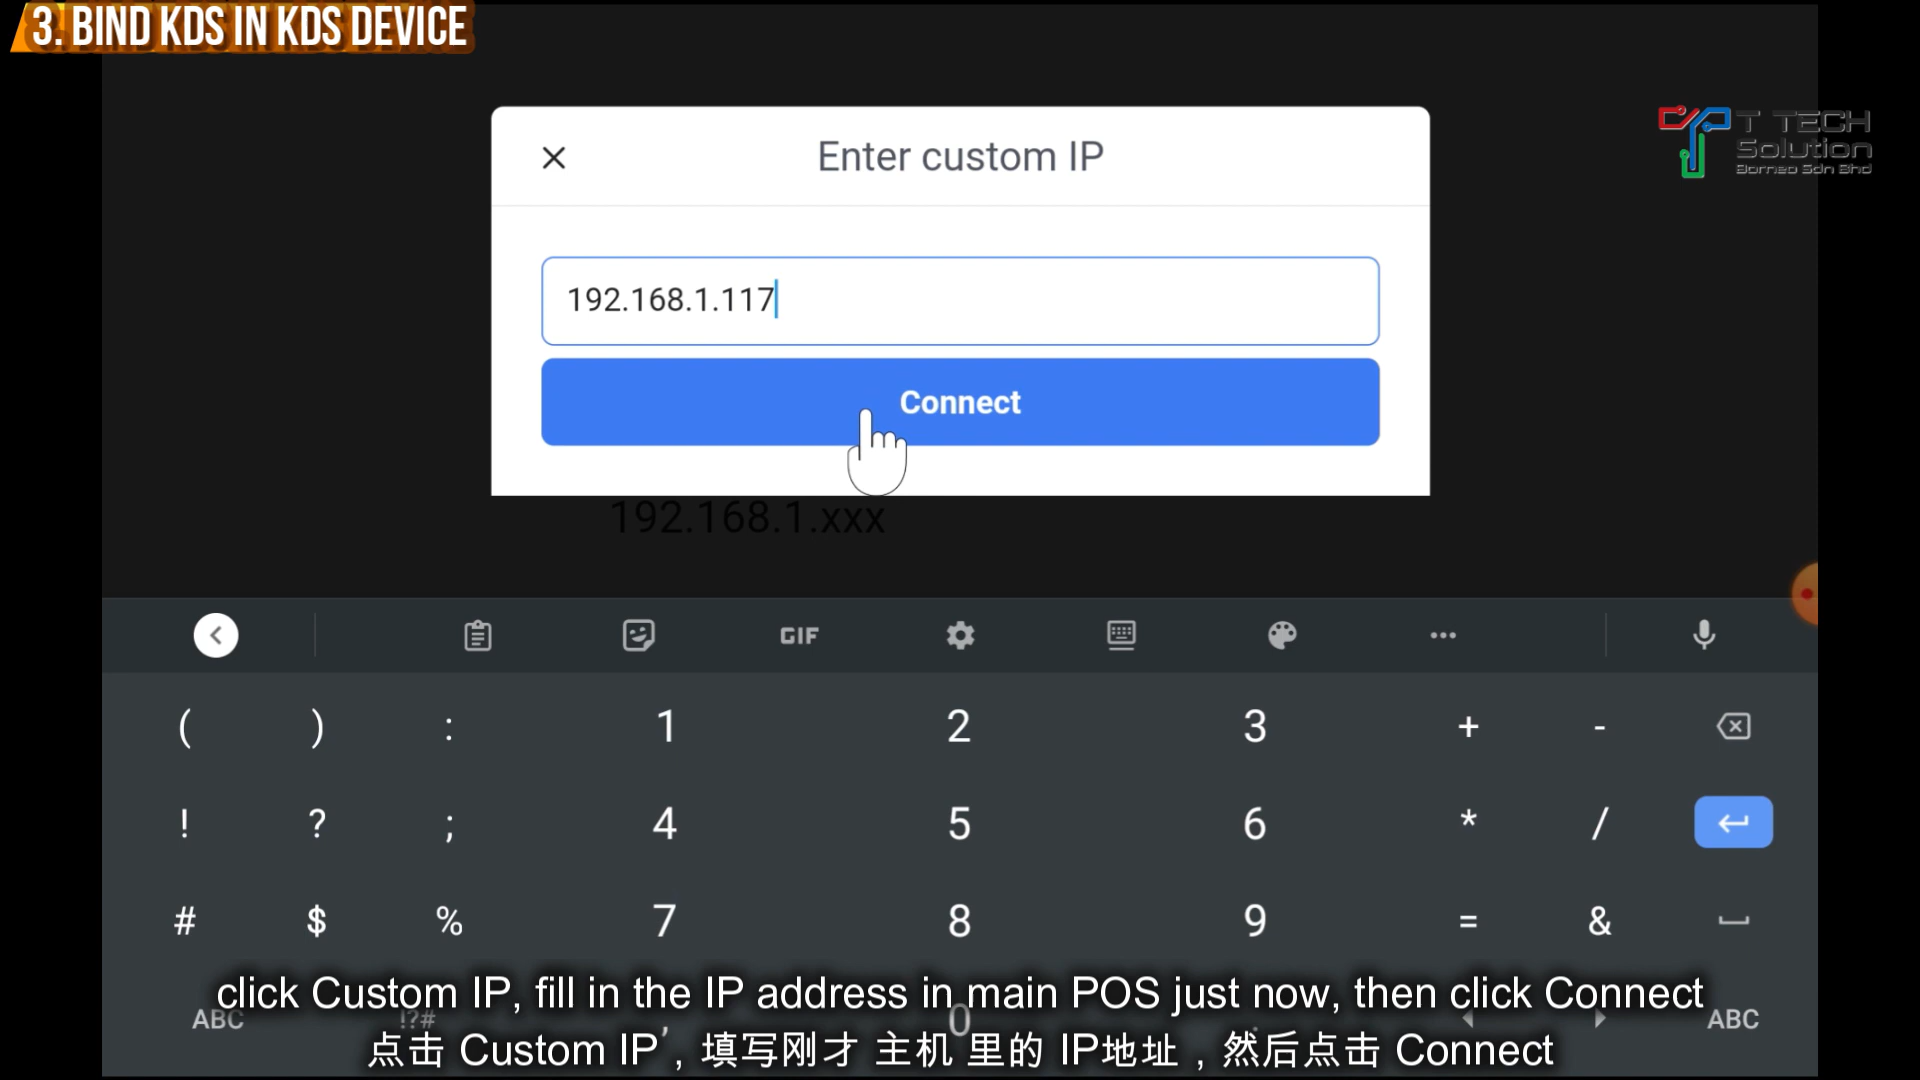 3. BIND KDS IN KDS DEVICE
T TECH
Solution
Borneo Sdn Bhd
Enter custom IP
192.168.1.117
Connect
192.168.1.xxx
GIF
( ) : 1 2 3 + -
! ? ; 4 5 6 * /
# $ % 7 8 9 = &
click Custom IP, fill in the IP address in main POS just now, then click Connect
ABC !?# , 0 . ABC
点击 Custom IP, 填写刚才 主机 里的 IP地址 , 然后点击 Connect